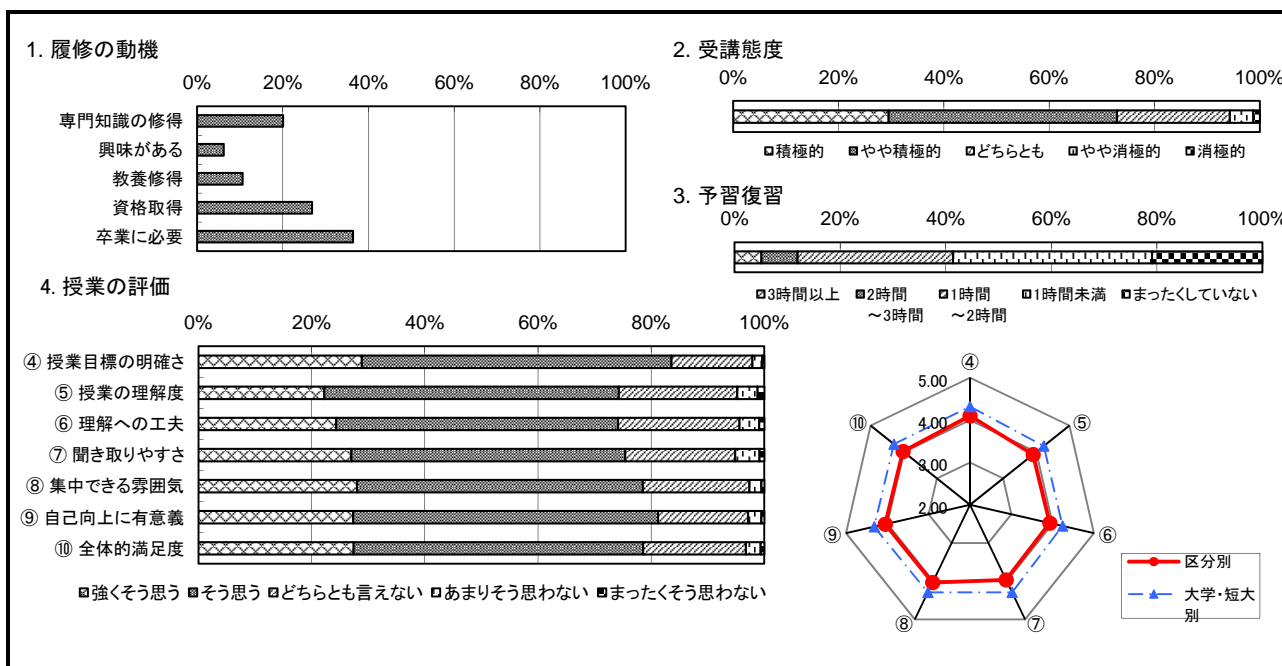 1. 履修の動機
0% 20% 40% 60% 80% 100%
専門知識の修得
興味がある
教養修得
資格取得
卒業に必要
2. 受講態度
0% 20% 40% 60% 80% 100%
積極的 やや積極的 どちらとも やや消極的 消極的
3. 予習復習
0% 20% 40% 60% 80% 100%
3時間以上 2時間 1時間 1時間未満 まったくしていない
～3時間 ～2時間
4. 授業の評価
0% 20% 40% 60% 80% 100%
④ 授業目標の明確さ
⑤ 授業の理解度
⑥ 理解への工夫
⑦ 聞き取りやすさ
⑧ 集中できる雰囲気
⑨ 自己向上に有意義
⑩ 全体的満足度
強くそう思う そう思う どちらとも言えない あまりそう思わない まったくそう思わない
④
5.00
⑩ ⑤
4.00
3.00
2.00
⑨ ⑥
⑧ ⑦
区分別
大学・短大
別